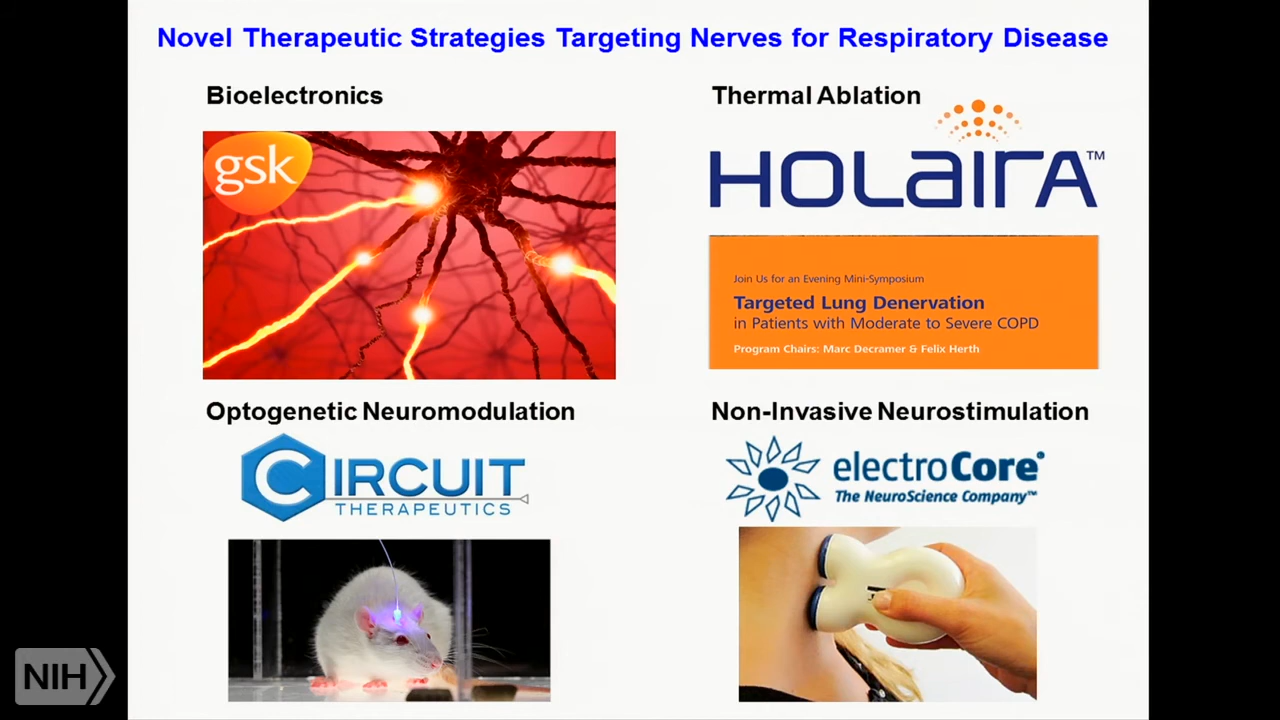 Novel Therapeutic Strategies Targeting Nerves for Respiratory Disease
Bioelectronics
gsk
Thermal Ablation
HOLAIRA™
Join Us for an Evening Mini-Symposium
Targeted Lung Denervation
in Patients with Moderate to Severe COPD
Program Chairs: Marc Decramer & Felix Herth
Optogenetic Neuromodulation
CIRCUIT
THERAPEUTICS
Non-Invasive Neurostimulation
electroCore®
The NeuroScience Company™
NIH